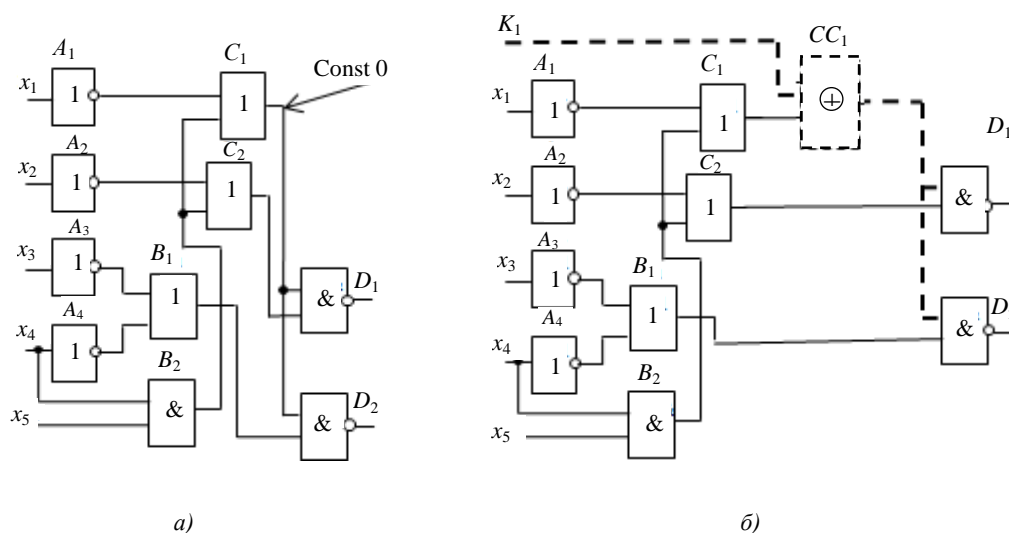 A₁
C₁
Const 0
x₁
1
1
A₂
C₂
x₂
1
1
A₃
x₃
1
B₁
A₄
1
x₄
1
B₂
&
D₁
x₅
&
&
D₂
а)
K₁
CC₁
A₁
C₁
x₁
1
1
D₁
A₂
C₂
x₂
1
1
&
A₃
x₃
1
B₁
A₄
1
D
x₄
1
B₂
&
x₅
&
б)